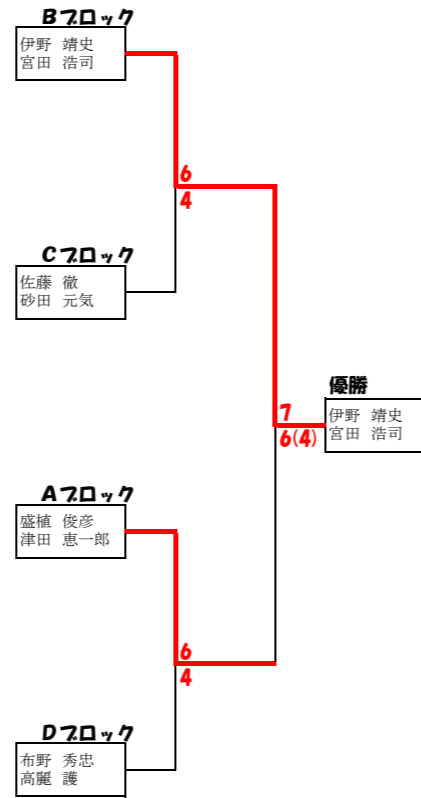 Bブロック
伊野 靖史
宮田 浩司
6
4
Cブロック
佐藤 徹
砂田 元気
優勝
7
6(4)
伊野 靖史
宮田 浩司
Aブロック
盛植 俊彦
津田 恵一郎
6
4
Dブロック
布野 秀忠
高麗 護